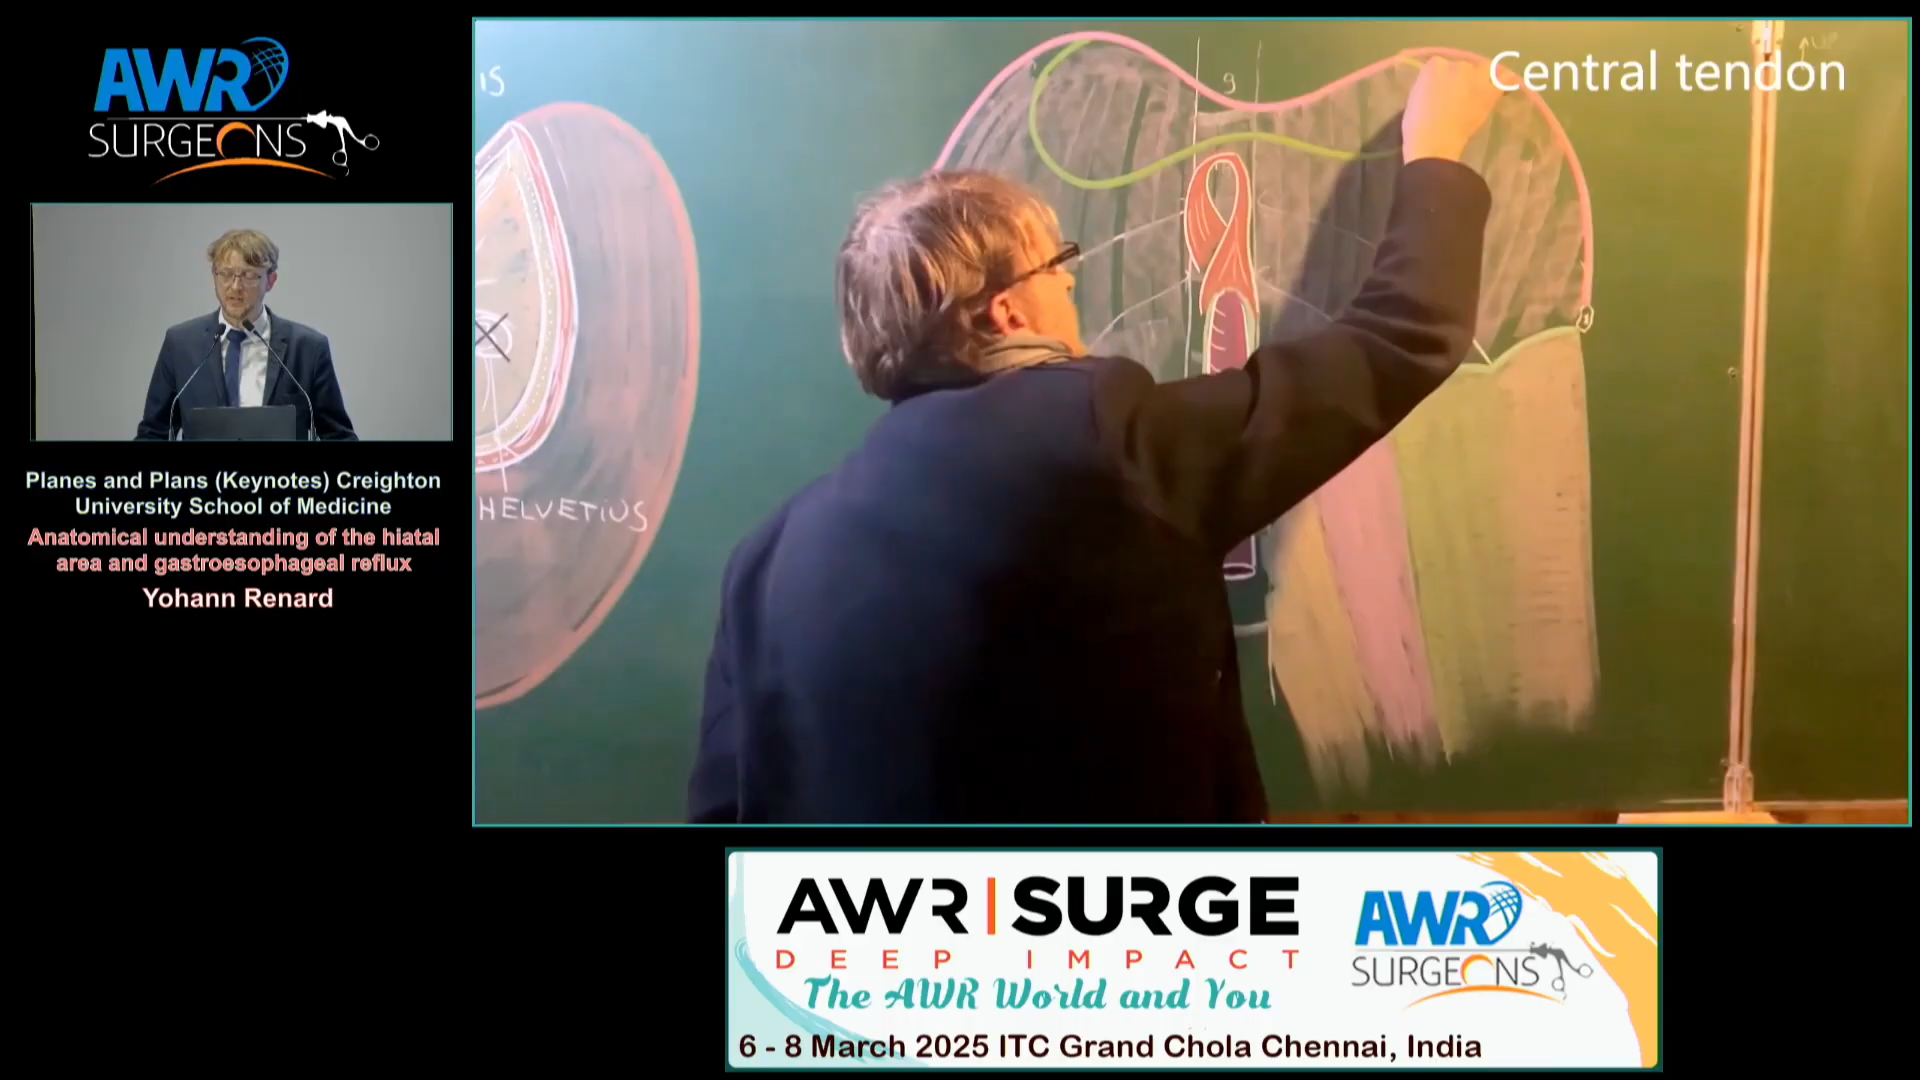 AWR
SURGEONS
Planes and Plans (Keynotes) Creighton
University School of Medicine
Anatomical understanding of the hiatal
area and gastroesophageal reflux
Yohann Renard
Central tendon
UP
9
HELVETIUS
AWR|SURGE
DEEP IMPACT
The AWR World and You
6 - 8 March 2025 ITC Grand Chola Chennai, India
AWR
SURGEONS